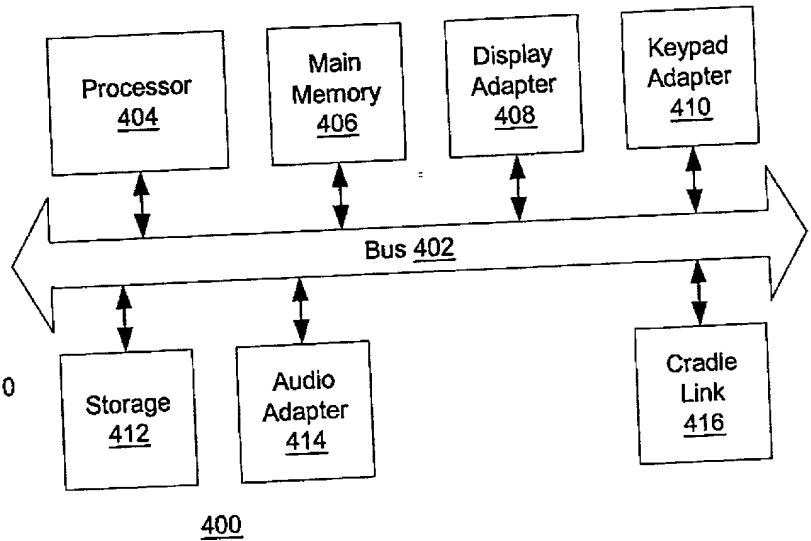 Processor
404
Main
Memory
406
Display
Adapter
408
Keypad
Adapter
410
Bus 402
0
Storage
412
Audio
Adapter
414
Cradle
Link
416
400